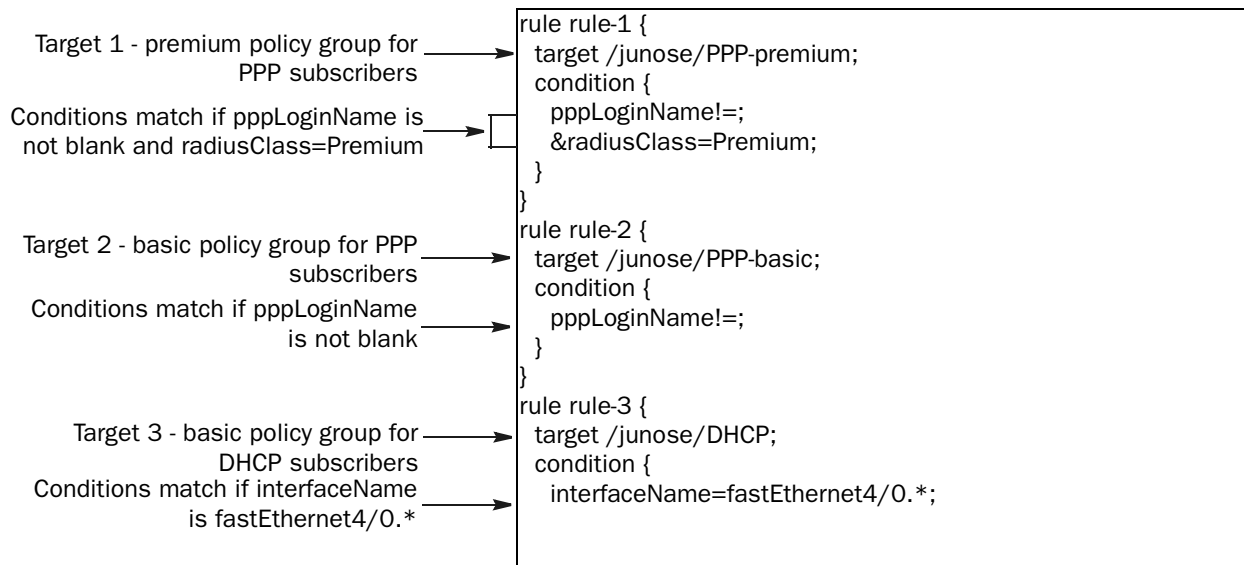 Target 1 - premium policy group for
PPP subscribers
Conditions match if pppLoginName is
not blank and radiusClass=Premium
Target 2 - basic policy group for PPP
subscribers
Conditions match if pppLoginName
is not blank
Target 3 - basic policy group for
DHCP subscribers
Conditions match if interfaceName
is fastEthernet4/0.*
rule rule-1 {
target /junose/PPP-premium;
condition {
pppLoginName!=;
&radiusClass=Premium;
}
}
rule rule-2 {
target /junose/PPP-basic;
condition {
pppLoginName!=;
}
}
rule rule-3 {
target /junose/DHCP;
condition {
interfaceName=fastEthernet4/0.*;